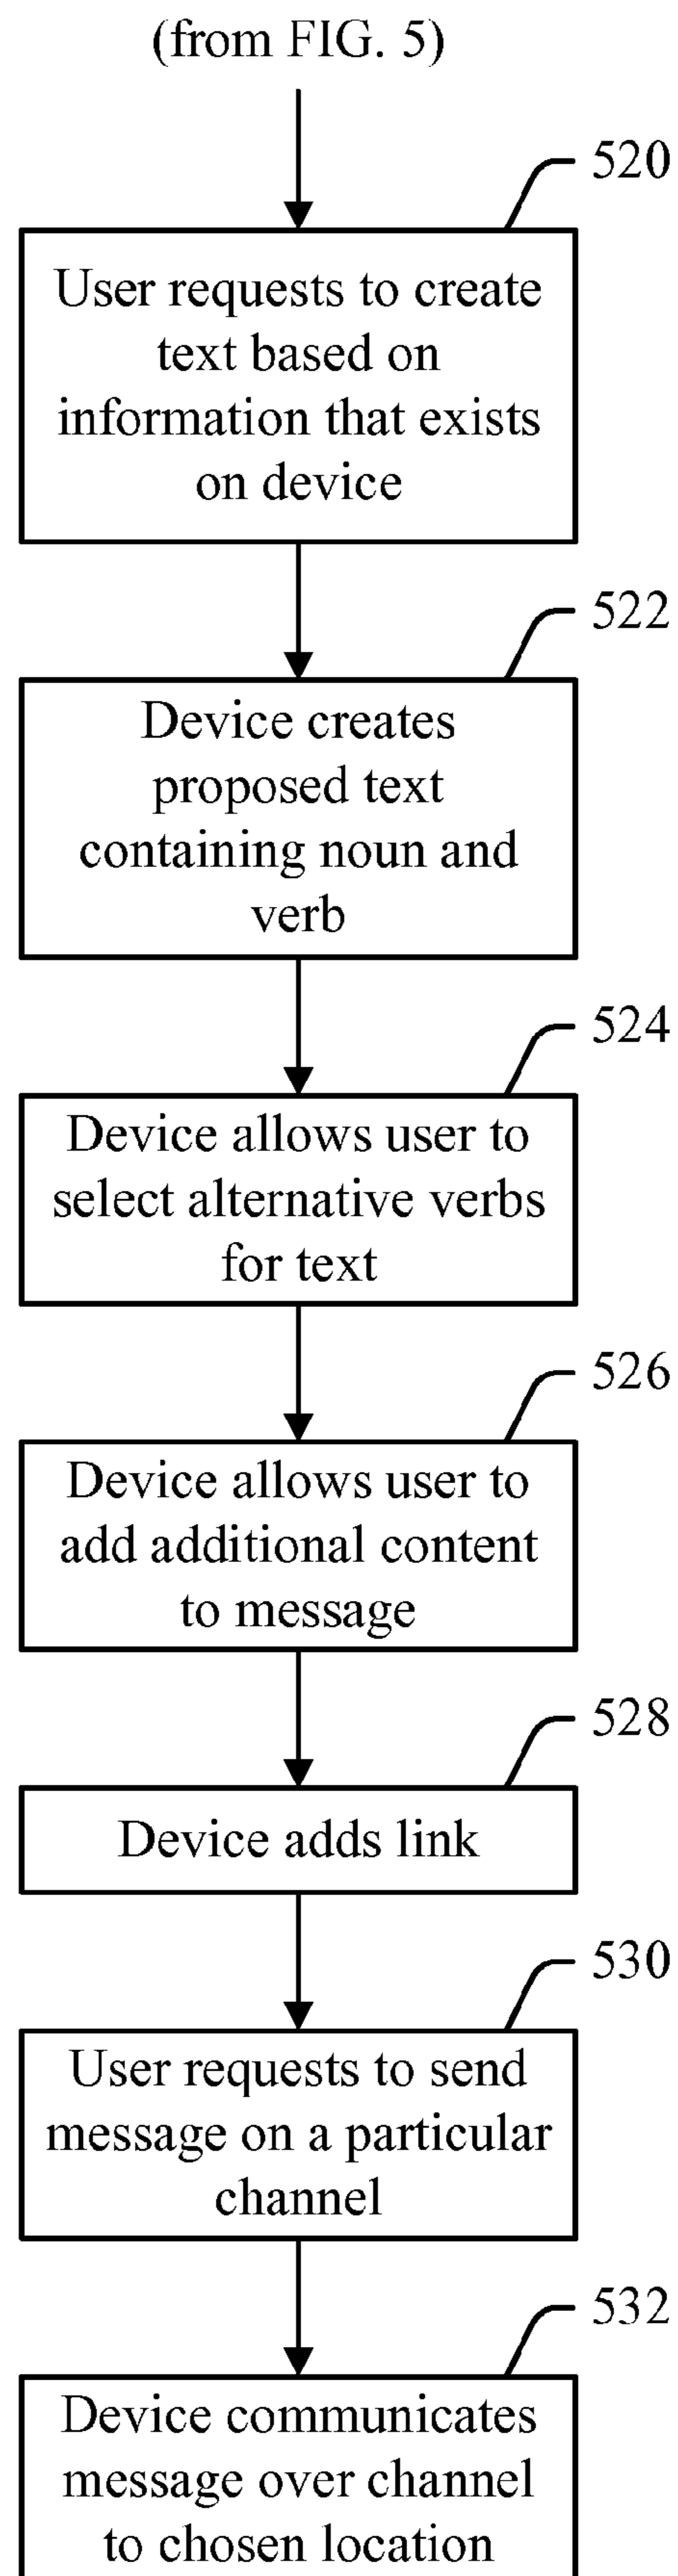 (from FIG. 5)
520
User requests to create
text based on
information that exists
on device
522
Device creates
proposed text
containing noun and
verb
524
Device allows user to
select alternative verbs
for text
526
Device allows user to
add additional content
to message
528
Device adds link
530
User requests to send
message on a particular
channel
532
Device communicates
message over channel
to chosen location